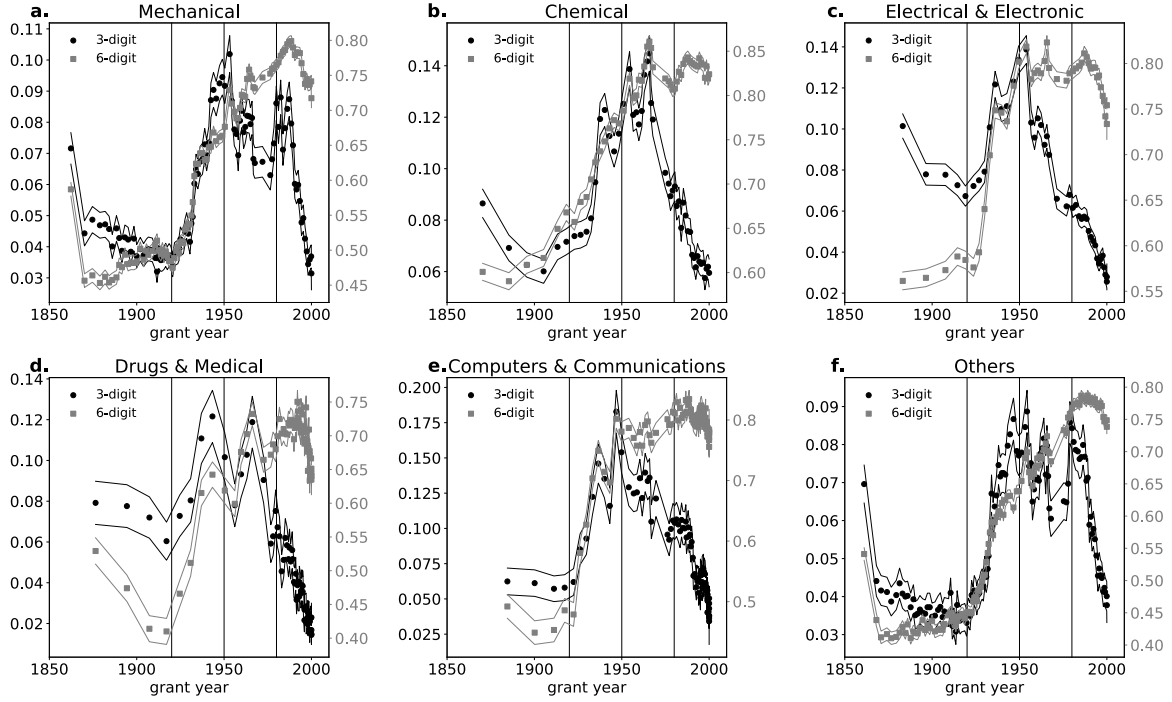 a. Mechanical
3-digit
6-digit
0.11
0.10
0.09
0.08
0.07
0.06
0.05
0.04
0.03
0.80
0.75
0.70
0.65
0.60
0.55
0.50
0.45
1850 1900 1950 2000
grant year
b. Chemical
3-digit
6-digit
0.14
0.12
0.10
0.08
0.06
0.85
0.80
0.75
0.70
0.65
0.60
1850 1900 1950 2000
grant year
c. Electrical & Electronic
3-digit
6-digit
0.14
0.12
0.10
0.08
0.06
0.04
0.02
0.80
0.75
0.70
0.65
0.60
0.55
1850 1900 1950 2000
grant year
d. Drugs & Medical
3-digit
6-digit
0.14
0.12
0.10
0.08
0.06
0.04
0.02
0.75
0.70
0.65
0.60
0.55
0.50
0.45
0.40
1850 1900 1950 2000
grant year
e. Computers & Communications
3-digit
6-digit
0.200
0.175
0.150
0.125
0.100
0.075
0.050
0.025
0.8
0.7
0.6
0.5
1850 1900 1950 2000
grant year
f. Others
3-digit
6-digit
0.09
0.08
0.07
0.06
0.05
0.04
0.03
0.80
0.75
0.70
0.65
0.60
0.55
0.50
0.45
0.40
1850 1900 1950 2000
grant year